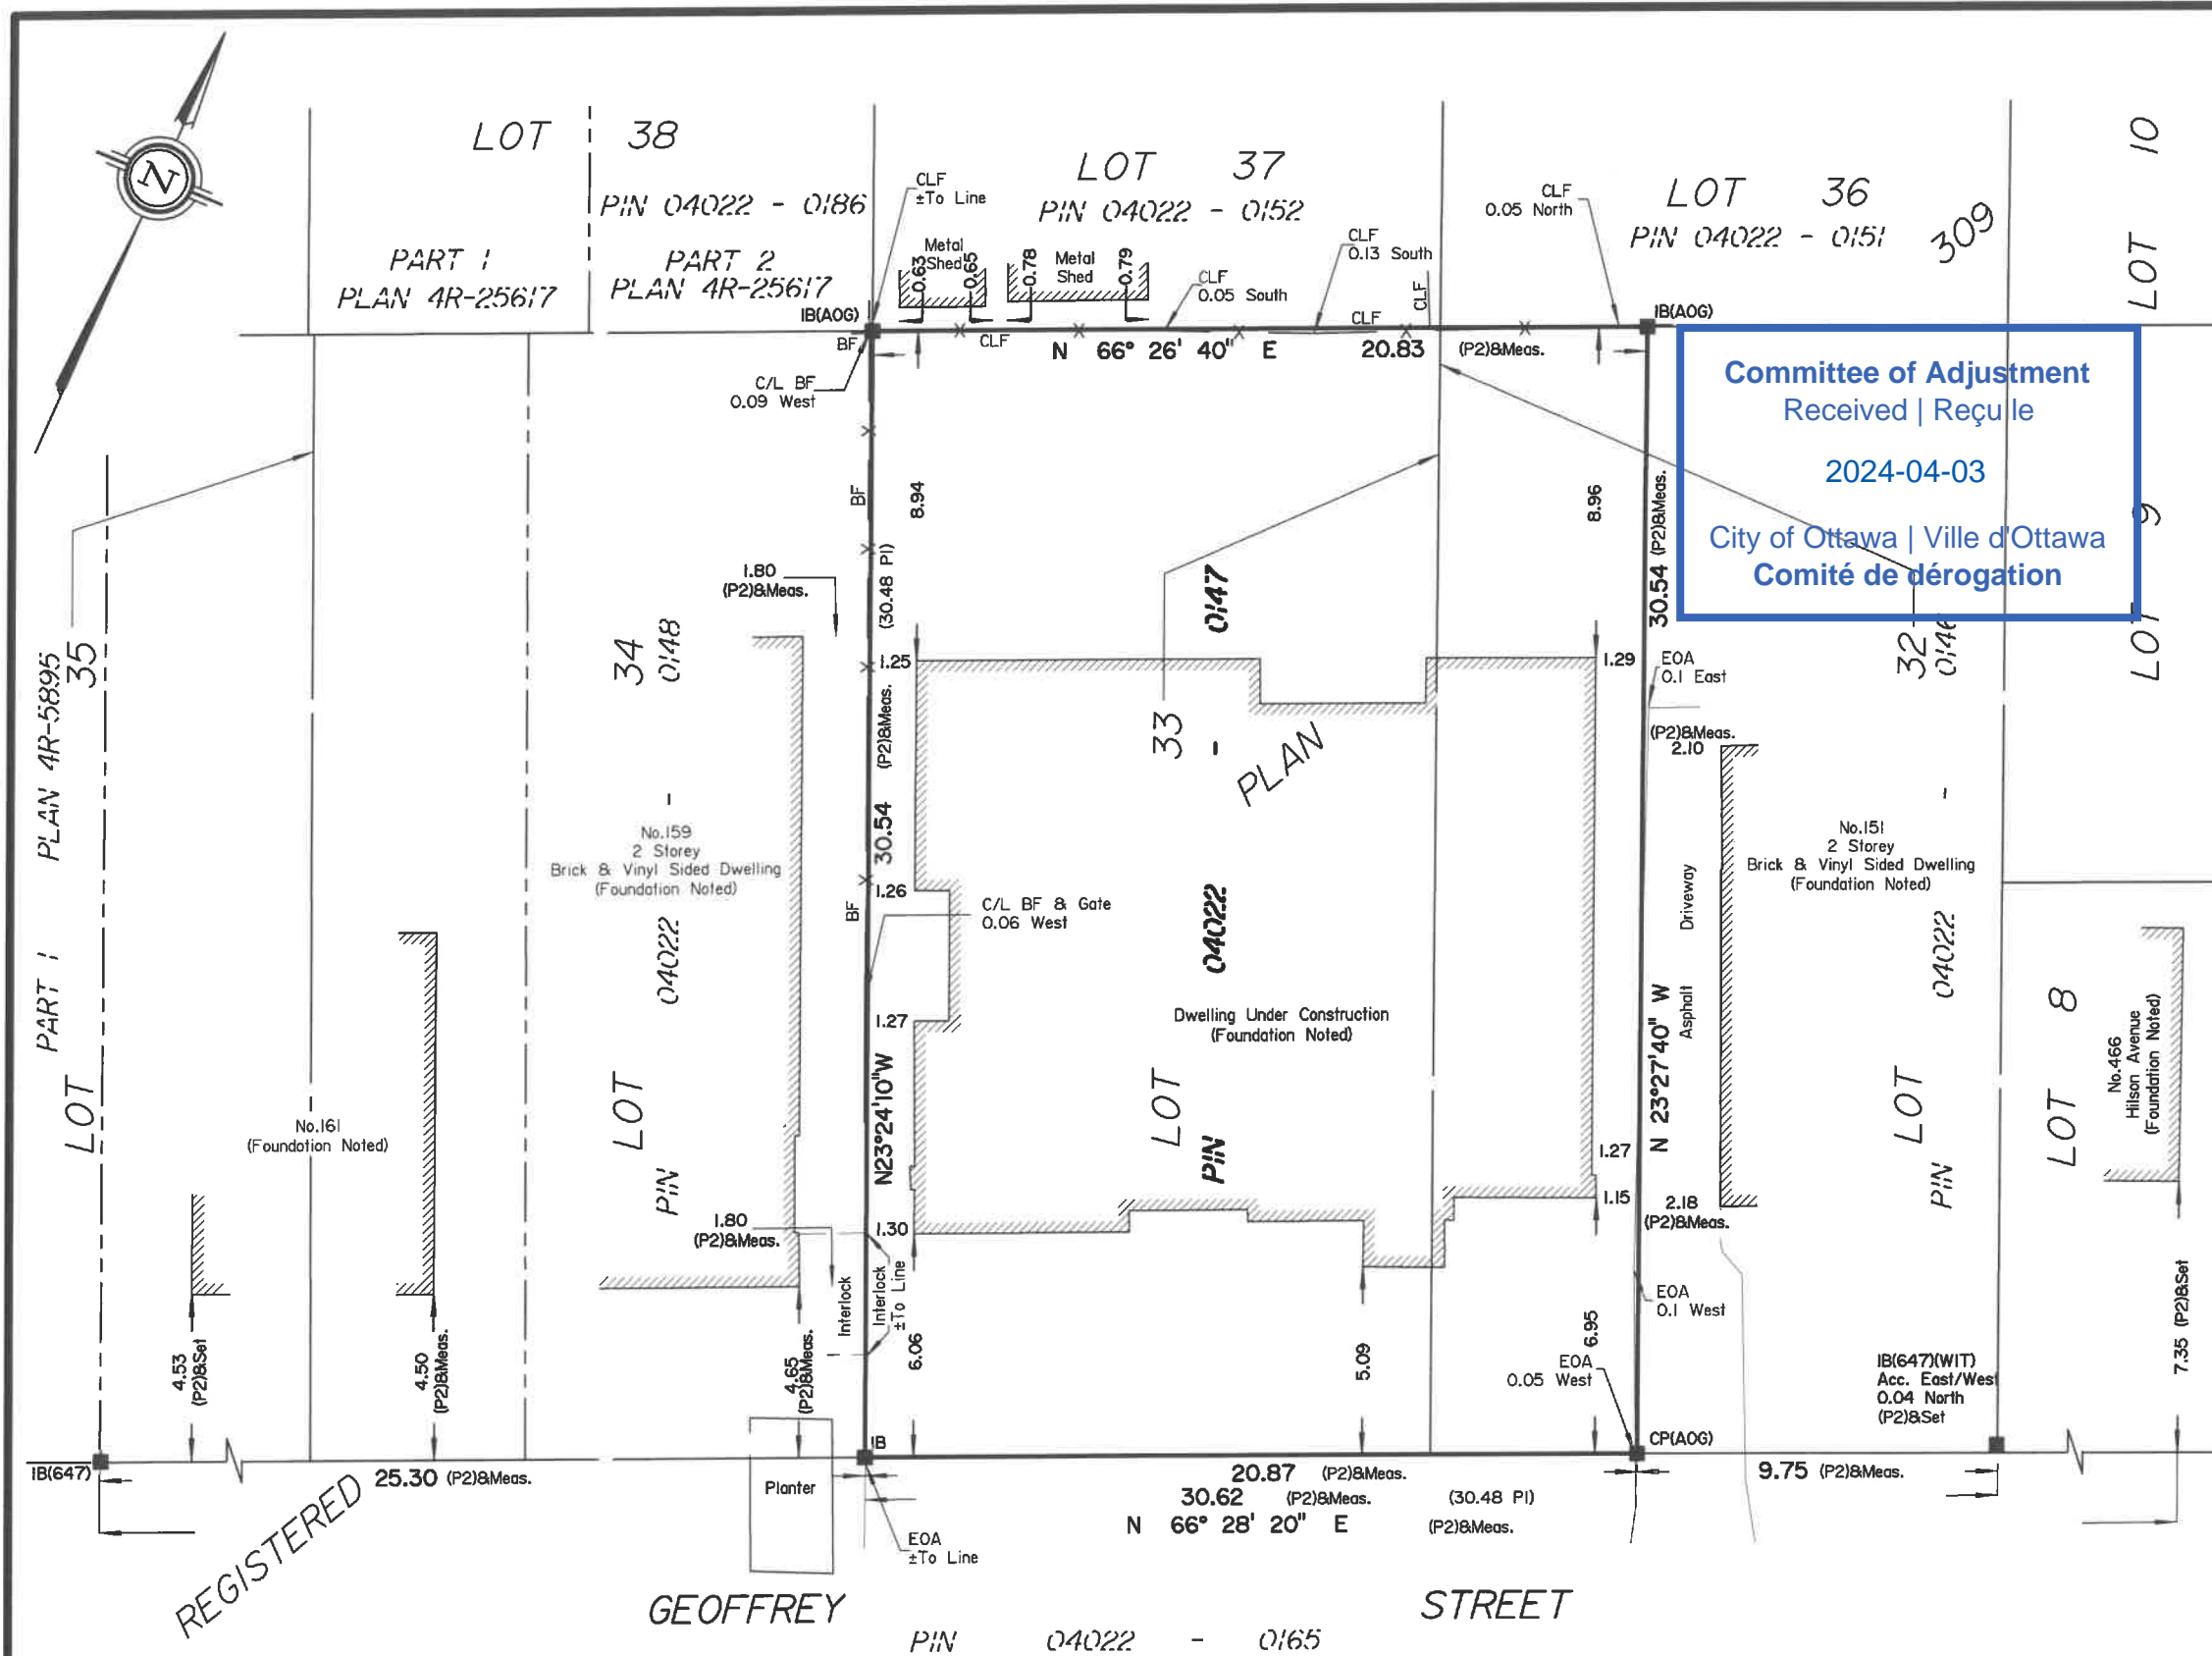 N
LOT 38
PIN 04022 - 0186
PART 1
PLAN 4R-25617
PART 2
PLAN 4R-25617
CLF
±To Line
LOT 37
PIN 04022 - 0152
CLF
0.05 North
LOT 36
PIN 04022 - 0151
309
LOT 10
Metal
Shed
0.63
0.65
Metal
Shed
0.78
0.79
CLF
0.05 South
CLF
0.13 South
CLF
CLF
CLF
IB(AOG)
IB(AOG)
BF
N 66° 26' 40" E 20.83 (P2)&Meas.
C/L BF
0.09 West
Committee of Adjustment
Received | Reçu le
2024-04-03
City of Ottawa | Ville d'Ottawa
Comité de dérogation
LOT 9
BF
8.94
8.96
30.54 (P2)&Meas.
1.80
(P2)&Meas.
(30.48 P1)
PART 1 PLAN 4R-5895
LOT 35
LOT 34
PIN 04022 - 0148
1.25
30.54 (P2)&Meas.
LOT 33
PIN 04022 - 0147
PLAN
1.29
EOA
0.1 East
(P2)&Meas.
2.10
LOT 32
PIN 04022 - 0146
No.159
2 Storey
Brick & Vinyl Sided Dwelling
(Foundation Noted)
No.151
2 Storey
Brick & Vinyl Sided Dwelling
(Foundation Noted)
Asphalt Driveway
1.26
BF
C/L BF & Gate
0.06 West
1.27
Dwelling Under Construction
(Foundation Noted)
N23°24'10"W
N 23°27'40" W
No.466
Hilson Avenue
(Foundation Noted)
LOT 8
No.161
(Foundation Noted)
1.27
1.15
2.18
(P2)&Meas.
1.80
(P2)&Meas.
1.30
Interlock
Interlock
±To Line
EOA
0.1 West
4.53
(P2)&Set
4.50
(P2)&Meas.
4.65
(P2)&Meas.
6.06
5.09
6.95
EOA
0.05 West
IB(647)(WIT)
Acc. East/West
0.04 North
(P2)&Set
7.35 (P2)&Set
IB(647)
IB
CP(AOG)
25.30 (P2)&Meas.
Planter
20.87 (P2)&Meas.
9.75 (P2)&Meas.
30.62 (P2)&Meas. (30.48 P1)
N 66° 28' 20" E (P2)&Meas.
EOA
±To Line
REGISTERED
GEOFFREY STREET
PIN 04022 - 0165